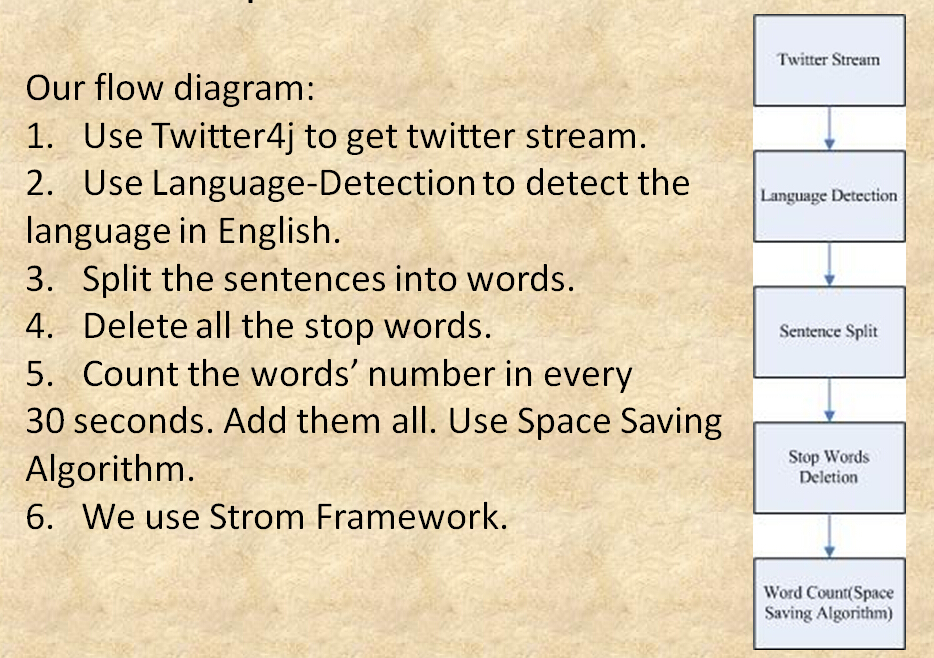 Our flow diagram:
1. Use Twitter4j to get twitter stream.
2. Use Language-Detection to detect the
language in English.
3. Split the sentences into words.
4. Delete all the stop words.
5. Count the words’ number in every
30 seconds. Add them all. Use Space Saving
Algorithm.
6. We use Strom Framework.
Twitter Stream
Language Detection
Sentence Split
Stop Words
Deletion
Word Count(Space
Saving Algorithm)